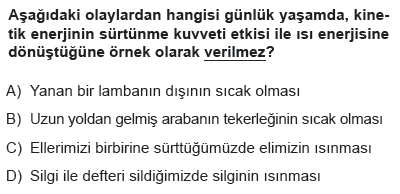 Aşağıdaki olaylardan hangisi günlük yaşamda, kine-
tik enerjinin sürtünme kuvveti etkisi ile ısı enerjisine
dönüştüğüne örnek olarak verilmez?
A) Yanan bir lambanın dışının sıcak olması
B) Uzun yoldan gelmiş arabanın tekerleğinin sıcak olması
C) Ellerimizi birbirine sürttüğümüzde elimizin ısınması
D) Silgi ile defteri sildiğimizde silginin ısınması